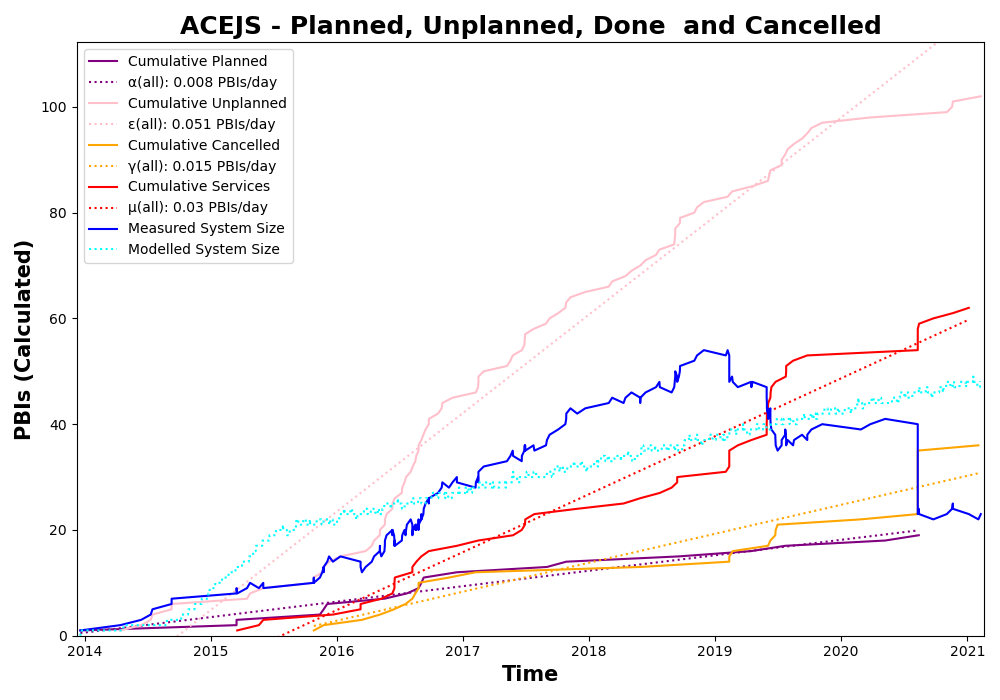 ACEJS - Planned, Unplanned, Done  and Cancelled
Cumulative Planned
α(all): 0.008 PBIs/day
Cumulative Unplanned
ε(all): 0.051 PBIs/day
Cumulative Cancelled
γ(all): 0.015 PBIs/day
Cumulative Services
μ(all): 0.03 PBIs/day
Measured System Size
Modelled System Size
PBIs (Calculated)
100
80
60
40
20
0
2014 2015 2016 2017 2018 2019 2020 2021
Time